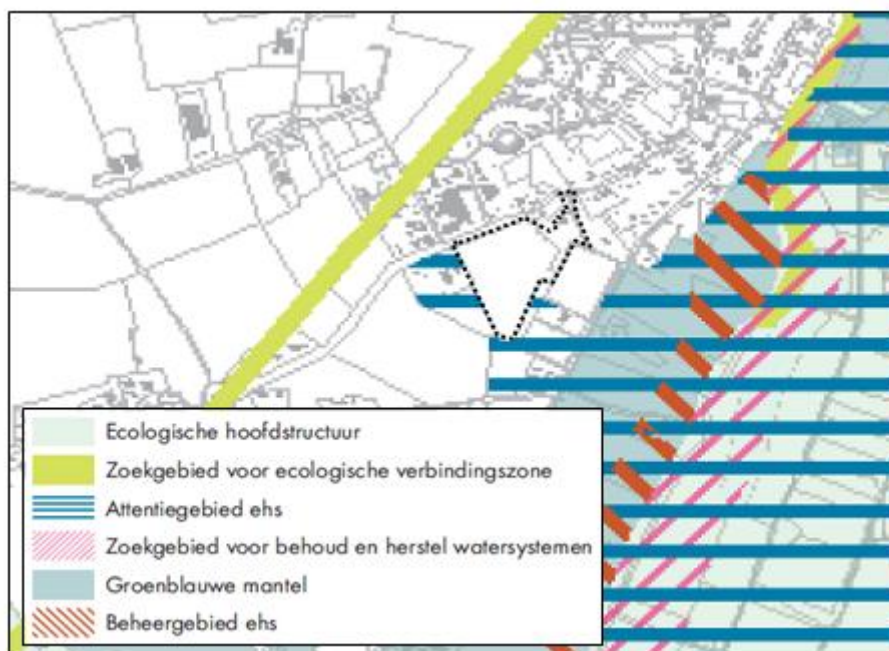 Ecologische hoofdstructuur
Zoekgebied voor ecologische verbindingszone
Attentiegebied ehs
Zoekgebied voor behoud en herstel watersystemen
Groenblauwe mantel
Beheergebied ehs